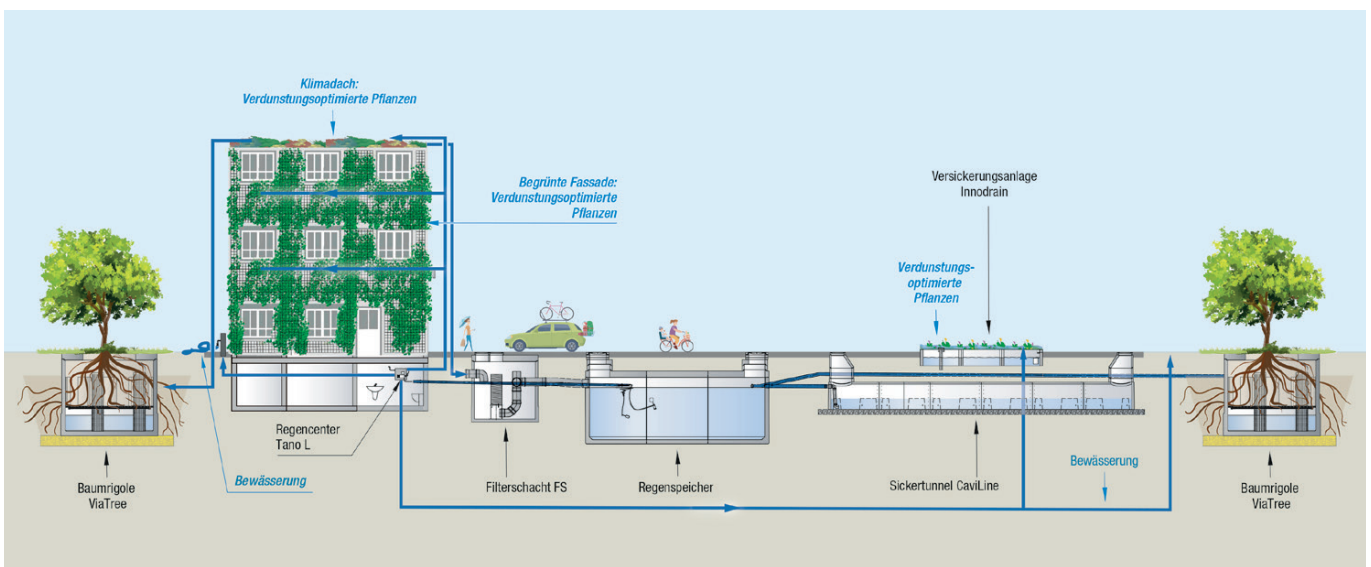 Klimadach:
Verdunstungsoptimierte Pflanzen
Begrünte Fassade:
Verdunstungsoptimierte
Pflanzen
Versickerungsanlage
Innodrain
Verdunstungs-
optimierte
Pflanzen
Regencenter
Tano L
Bewässerung
Baumrigole
ViaTree
Filterschacht FS
Regenspeicher
Sickertunnel CaviLine
Bewässerung
Baumrigole
ViaTree